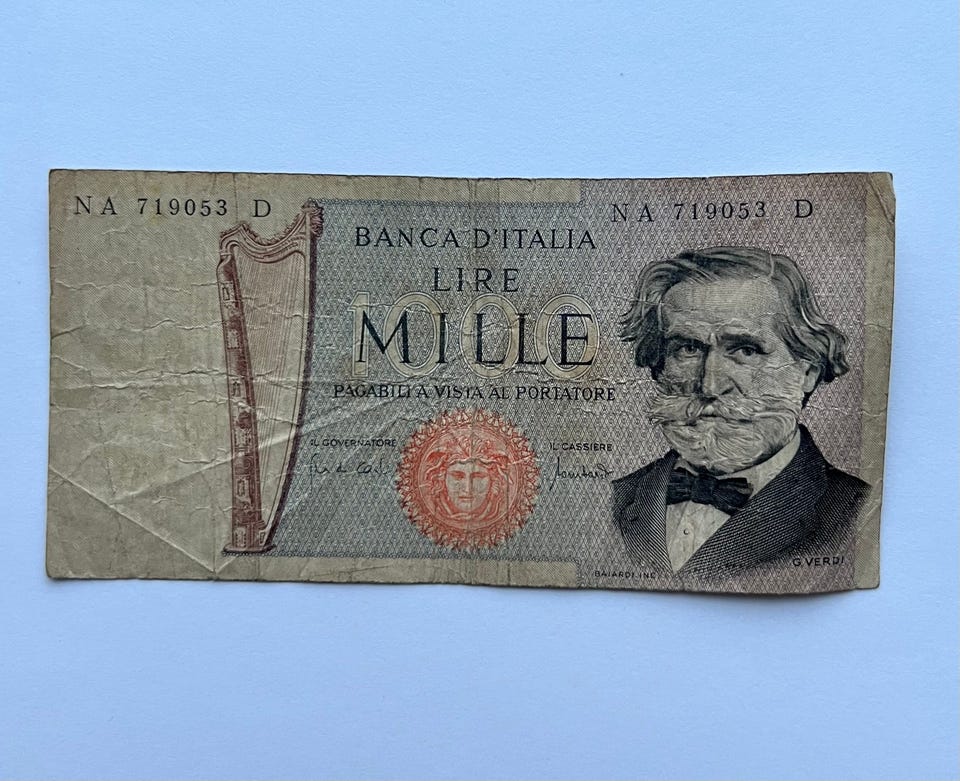 NA 719053 D
NA 719053 D
BANCA D'ITALIA
LIRE
1000
MILLE
PAGABILI A VISTA AL PORTATORE
IL GOVERNATORE
IL CASSIERE
BAIARDI.INC.
G.VERDI